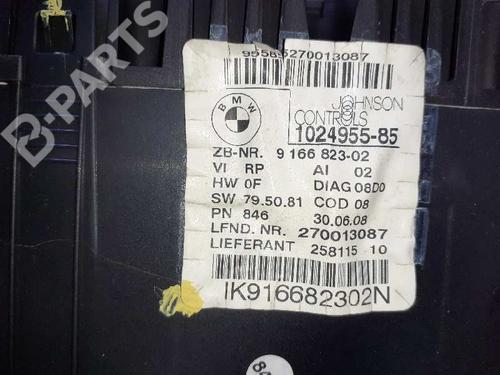 B-PARTS
95585270013087
BMW
JOHNSON
CONTROLS
1024955-85
ZB-NR. 9 166 823-02
VI RP AI 02
HW 0F DIAG 08D0
SW 79.50.81 COD 08
PN 846 30.06.08
LFND. NR. 270013087
LIEFERANT 258115 10
IK916682302N